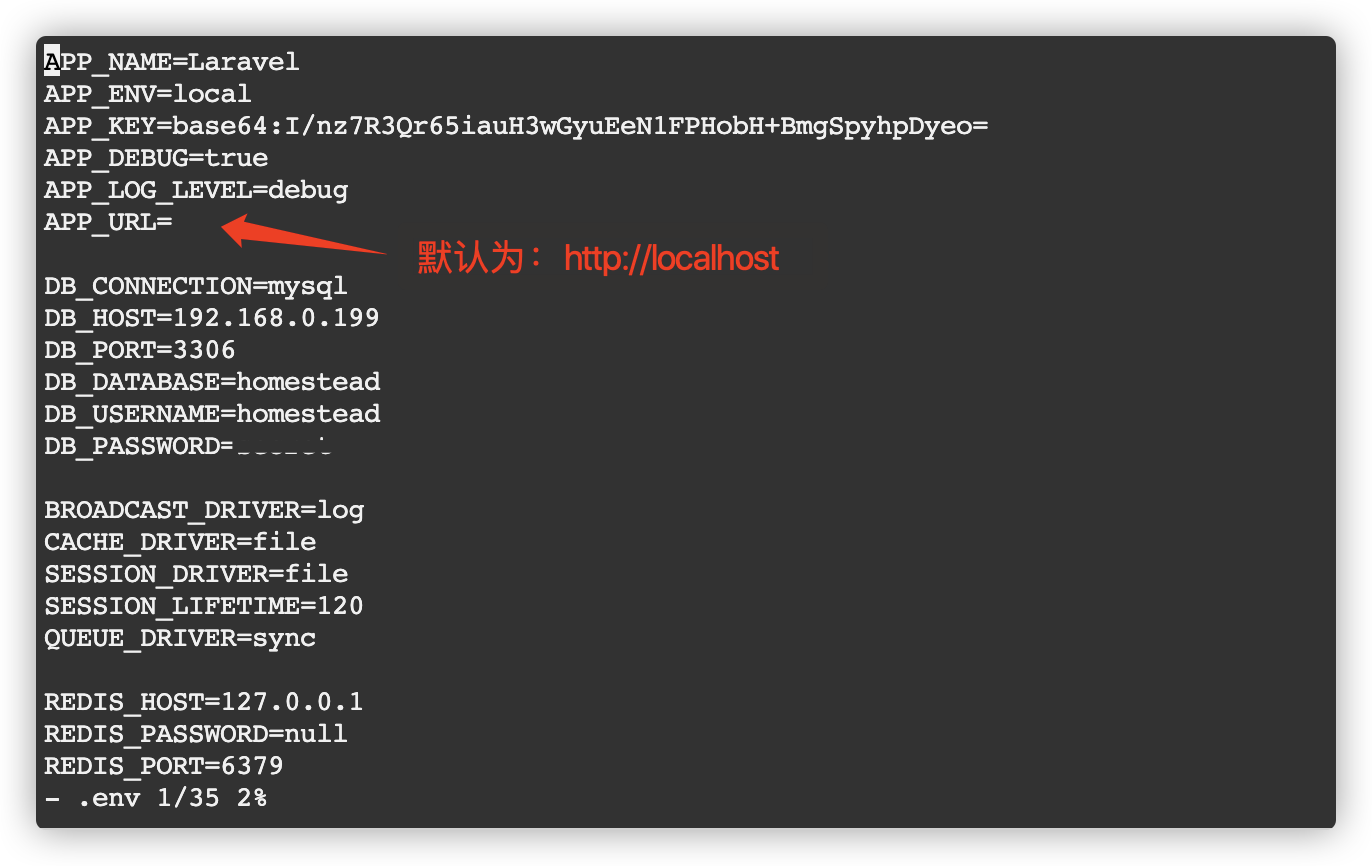 APP_NAME=Laravel
APP_ENV=local
APP_KEY=base64:I/nz7R3Qr65iauH3wGyuEeN1FPHobH+BmgSpyhpDyeo=
APP_DEBUG=true
APP_LOG_LEVEL=debug
APP_URL=
默认为：http://localhost
DB_CONNECTION=mysql
DB_HOST=192.168.0.199
DB_PORT=3306
DB_DATABASE=homestead
DB_USERNAME=homestead
DB_PASSWORD=
BROADCAST_DRIVER=log
CACHE_DRIVER=file
SESSION_DRIVER=file
SESSION_LIFETIME=120
QUEUE_DRIVER=sync
REDIS_HOST=127.0.0.1
REDIS_PASSWORD=null
REDIS_PORT=6379
- .env 1/35 2%